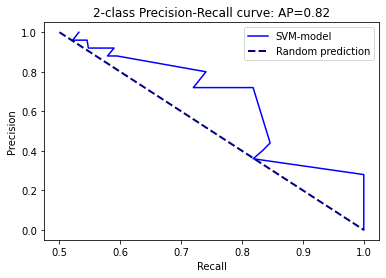 2-class Precision-Recall curve: AP=0.82
SVM-model
Random prediction
Precision
1.0
0.8
0.6
0.4
0.2
0.0
0.5
0.6
0.7
0.8
0.9
1.0
Recall